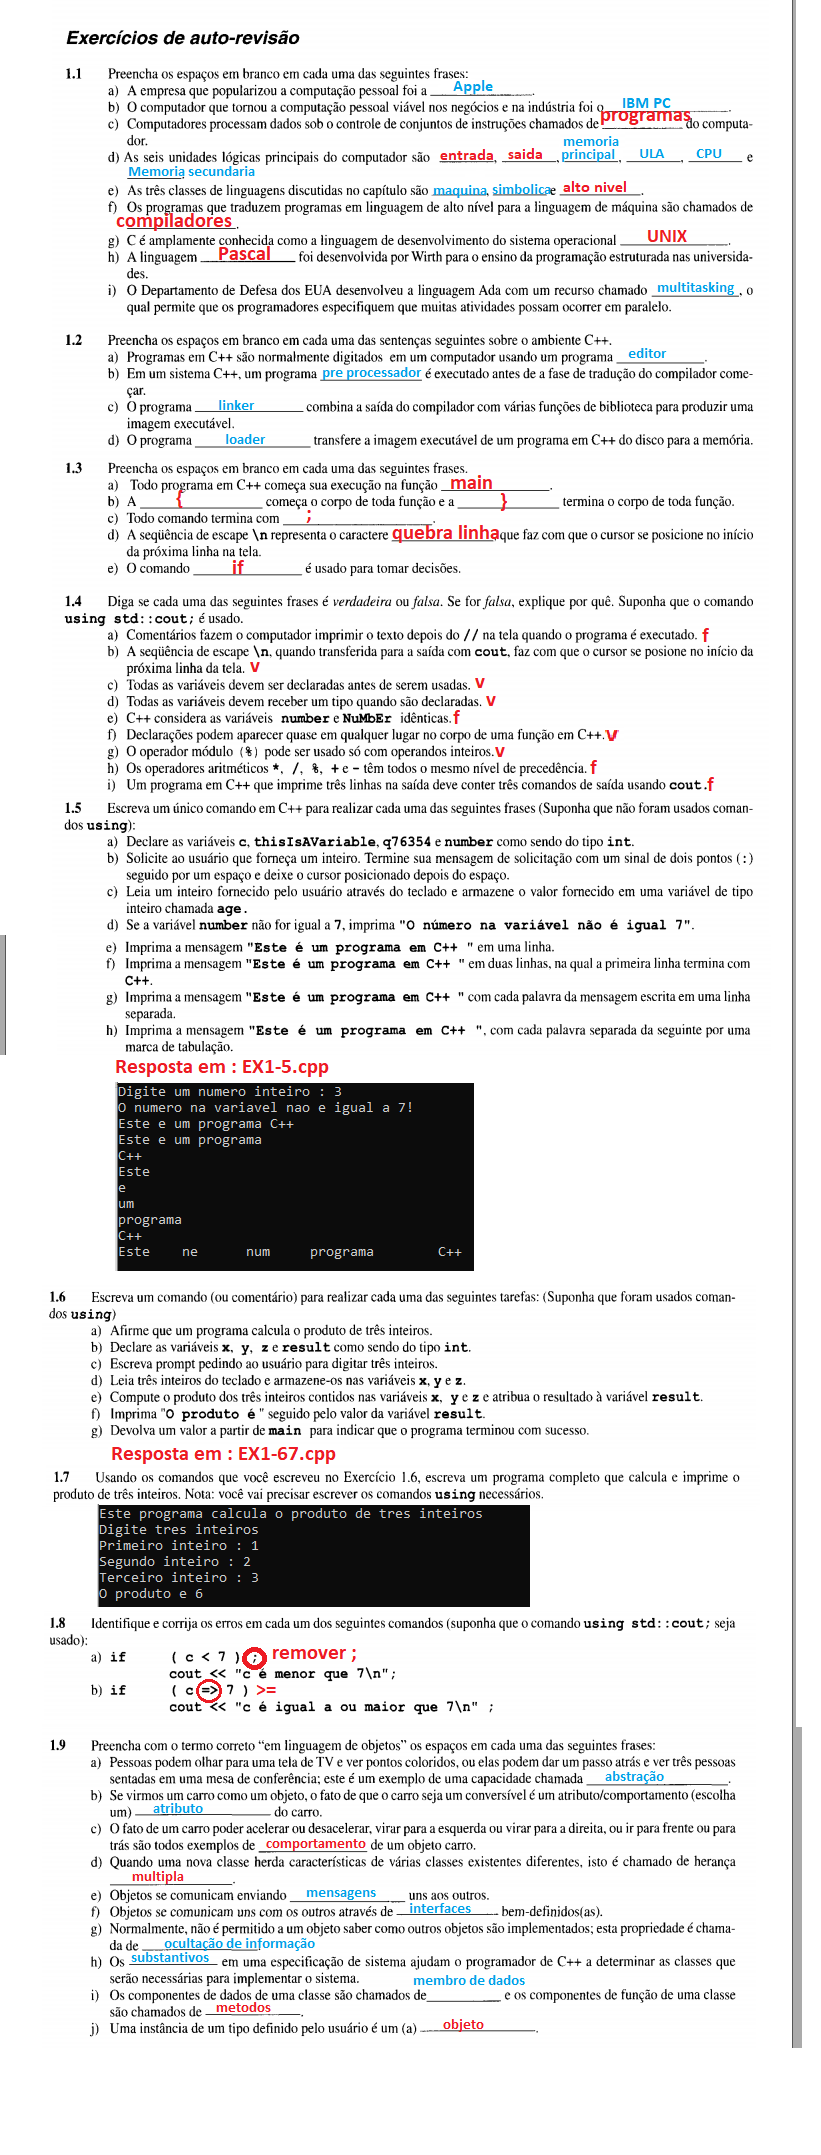 Exercícios de auto-revisão
1.1 Preencha os espaços em branco em cada uma das seguintes frases:
a) A empresa que popularizou a computação pessoal foi a Apple.
b) O computador que tornou a computação pessoal viável nos negócios e na indústria foi o IBM PC.
c) Computadores processam dados sob o controle de conjuntos de instruções chamados de programas do computa-
dor.
d) As seis unidades lógicas principais do computador são entrada, saida, memoria principal, ULA, CPU e
Memoria secundaria
e) As três classes de linguagens discutidas no capítulo são maquina, simbolica e alto nivel.
f) Os programas que traduzem programas em linguagem de alto nível para a linguagem de máquina são chamados de
compiladores.
g) C é amplamente conhecida como a linguagem de desenvolvimento do sistema operacional UNIX.
h) A linguagem Pascal foi desenvolvida por Wirth para o ensino da programação estruturada nas universida-
des.
i) O Departamento de Defesa dos EUA desenvolveu a linguagem Ada com um recurso chamado multitasking, o
qual permite que os programadores especifiquem que muitas atividades possam ocorrer em paralelo.
1.2 Preencha os espaços em branco em cada uma das sentenças seguintes sobre o ambiente C++.
a) Programas em C++ são normalmente digitados em um computador usando um programa editor.
b) Em um sistema C++, um programa pre processador é executado antes de a fase de tradução do compilador come-
çar.
c) O programa linker combina a saída do compilador com várias funções de biblioteca para produzir uma
imagem executável.
d) O programa loader transfere a imagem executável de um programa em C++ do disco para a memória.
1.3 Preencha os espaços em branco em cada uma das seguintes frases.
a) Todo programa em C++ começa sua execução na função main.
b) A { começa o corpo de toda função e a } termina o corpo de toda função.
c) Todo comando termina com ;.
d) A seqüência de escape \n representa o caractere quebra linha, que faz com que o cursor se posicione no início
da próxima linha na tela.
e) O comando if é usado para tomar decisões.
1.4 Diga se cada uma das seguintes frases é verdadeira ou falsa. Se for falsa, explique por quê. Suponha que o comando
using std::cout; é usado.
a) Comentários fazem o computador imprimir o texto depois do // na tela quando o programa é executado. f
b) A seqüência de escape \n, quando transferida para a saída com cout, faz com que o cursor se posione no início da
próxima linha da tela. V
c) Todas as variáveis devem ser declaradas antes de serem usadas. V
d) Todas as variáveis devem receber um tipo quando são declaradas. V
e) C++ considera as variáveis number e NuMbEr idênticas. f
f) Declarações podem aparecer quase em qualquer lugar no corpo de uma função em C++. V
g) O operador módulo (%) pode ser usado só com operandos inteiros. V
h) Os operadores aritméticos *, /, %, + e - têm todos o mesmo nível de precedência. f
i) Um programa em C++ que imprime três linhas na saída deve conter três comandos de saída usando cout. f
1.5 Escreva um único comando em C++ para realizar cada uma das seguintes frases (Suponha que não foram usados coman-
dos using):
a) Declare as variáveis c, thisIsAVariable, q76354 e number como sendo do tipo int.
b) Solicite ao usuário que forneça um inteiro. Termine sua mensagem de solicitação com um sinal de dois pontos (:)
seguido por um espaço e deixe o cursor posicionado depois do espaço.
c) Leia um inteiro fornecido pelo usuário através do teclado e armazene o valor fornecido em uma variável de tipo
inteiro chamada age.
d) Se a variável number não for igual a 7, imprima "O número na variável não é igual 7".
e) Imprima a mensagem "Este é um programa em C++ " em uma linha.
f) Imprima a mensagem "Este é um programa em C++ " em duas linhas, na qual a primeira linha termina com
C++.
g) Imprima a mensagem "Este é um programa em C++ " com cada palavra da mensagem escrita em uma linha
separada.
h) Imprima a mensagem "Este é um programa em C++ ", com cada palavra separada da seguinte por uma
marca de tabulação.
Resposta em : EX1-5.cpp
Digite um numero inteiro : 3
O numero na variavel nao e igual a 7!
Este e um programa C++
Este e um programa
C++
Este
e
um
programa
C++
Este ne num programa C++
1.6 Escreva um comando (ou comentário) para realizar cada uma das seguintes tarefas: (Suponha que foram usados coman-
dos using)
a) Afirme que um programa calcula o produto de três inteiros.
b) Declare as variáveis x, y, z e result como sendo do tipo int.
c) Escreva prompt pedindo ao usuário para digitar três inteiros.
d) Leia três inteiros do teclado e armazene-os nas variáveis x, y e z.
e) Compute o produto dos três inteiros contidos nas variáveis x, y e z e atribua o resultado à variável result.
f) Imprima "O produto é " seguido pelo valor da variável result.
g) Devolva um valor a partir de main para indicar que o programa terminou com sucesso.
Resposta em : EX1-67.cpp
1.7 Usando os comandos que você escreveu no Exercício 1.6, escreva um programa completo que calcula e imprime o
produto de três inteiros. Nota: você vai precisar escrever os comandos using necessários.
Este programa calcula o produto de tres inteiros
Digite tres inteiros
Primeiro inteiro : 1
Segundo inteiro : 2
Terceiro inteiro : 3
O produto e 6
1.8 Identifique e corrija os erros em cada um dos seguintes comandos (suponha que o comando using std::cout; seja
usado):
a) if ( c < 7 ) ; remover ;
cout << "c é menor que 7\n";
b) if ( c => 7 ) >=
cout << "c é igual a ou maior que 7\n" ;
1.9 Preencha com o termo correto “em linguagem de objetos” os espaços em cada uma das seguintes frases:
a) Pessoas podem olhar para uma tela de TV e ver pontos coloridos, ou elas podem dar um passo atrás e ver três pessoas
sentadas em uma mesa de conferência; este é um exemplo de uma capacidade chamada abstração.
b) Se virmos um carro como um objeto, o fato de que o carro seja um conversível é um atributo/comportamento (escolha
um) atributo do carro.
c) O fato de um carro poder acelerar ou desacelerar, virar para a esquerda ou virar para a direita, ou ir para frente ou para
trás são todos exemplos de comportamento de um objeto carro.
d) Quando uma nova classe herda características de várias classes existentes diferentes, isto é chamado de herança
multipla.
e) Objetos se comunicam enviando mensagens uns aos outros.
f) Objetos se comunicam uns com os outros através de interfaces bem-definidos(as).
g) Normalmente, não é permitido a um objeto saber como outros objetos são implementados; esta propriedade é chama-
da de ocultação de informação
h) Os substantivos em uma especificação de sistema ajudam o programador de C++ a determinar as classes que
serão necessárias para implementar o sistema.
i) Os componentes de dados de uma classe são chamados de membro de dados e os componentes de função de uma classe
são chamados de metodos.
j) Uma instância de um tipo definido pelo usuário é um (a) objeto.